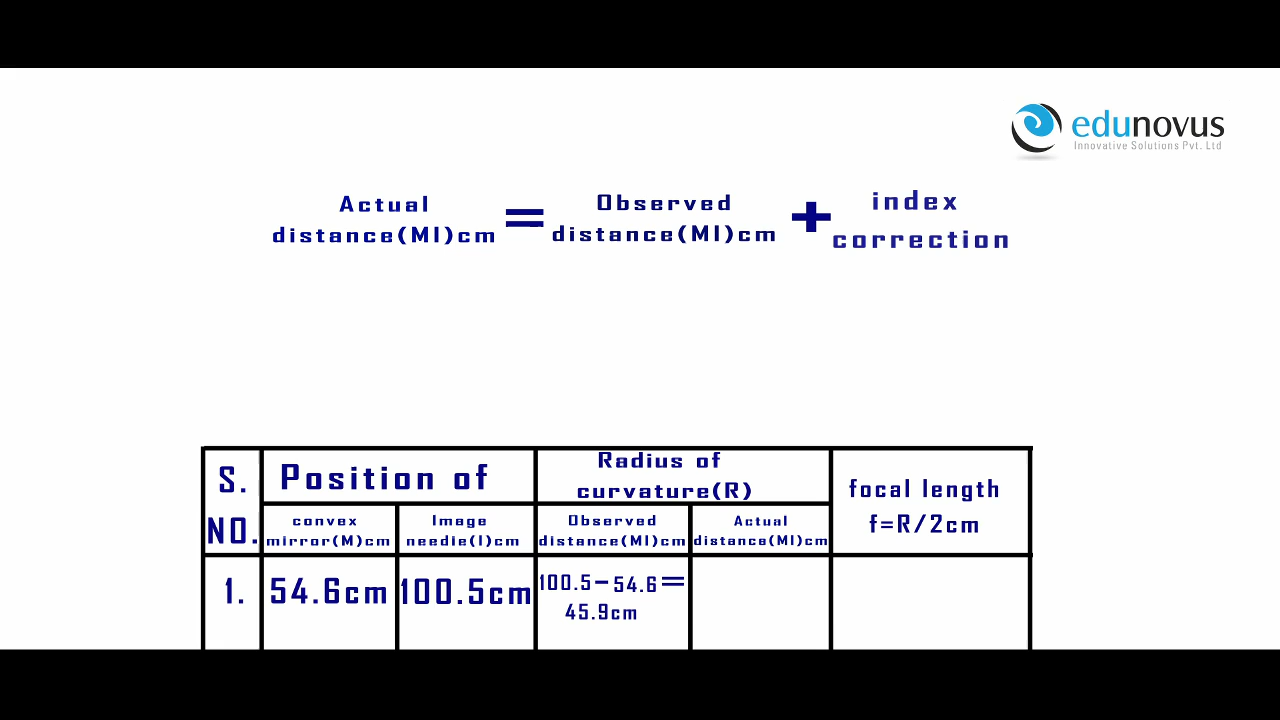 edunovus
Innovative Solutions Pvt. Ltd
Actual
distance(MI)cm
=
Observed
distance(MI)cm
+
index
correction
S.
NO.
Position of
Radius of
curvature(R)
focal length
f=R/2cm
convex
mirror(M)cm
Image
needie(I)cm
Observed
distance(MI)cm
Actual
distance(MI)cm
1.
54.6cm
100.5cm
100.5-54.6=
45.9cm